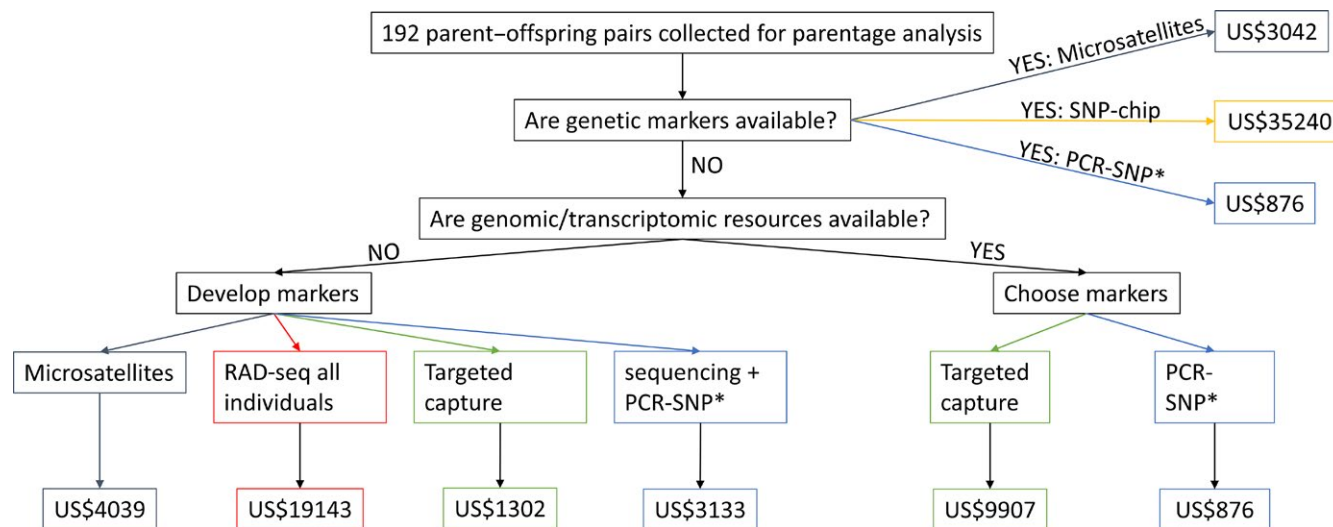 192 parent–offspring pairs collected for parentage analysis
YES: Microsatellites
US$3042
Are genetic markers available?
YES: SNP-chip
US$35240
YES: PCR-SNP*
US$876
NO
Are genomic/transcriptomic resources available?
NO
YES
Develop markers
Choose markers
Microsatellites
RAD-seq all
individuals
Targeted
capture
sequencing +
PCR-SNP*
Targeted
capture
PCR-
SNP*
US$4039
US$19143
US$1302
US$3133
US$9907
US$876